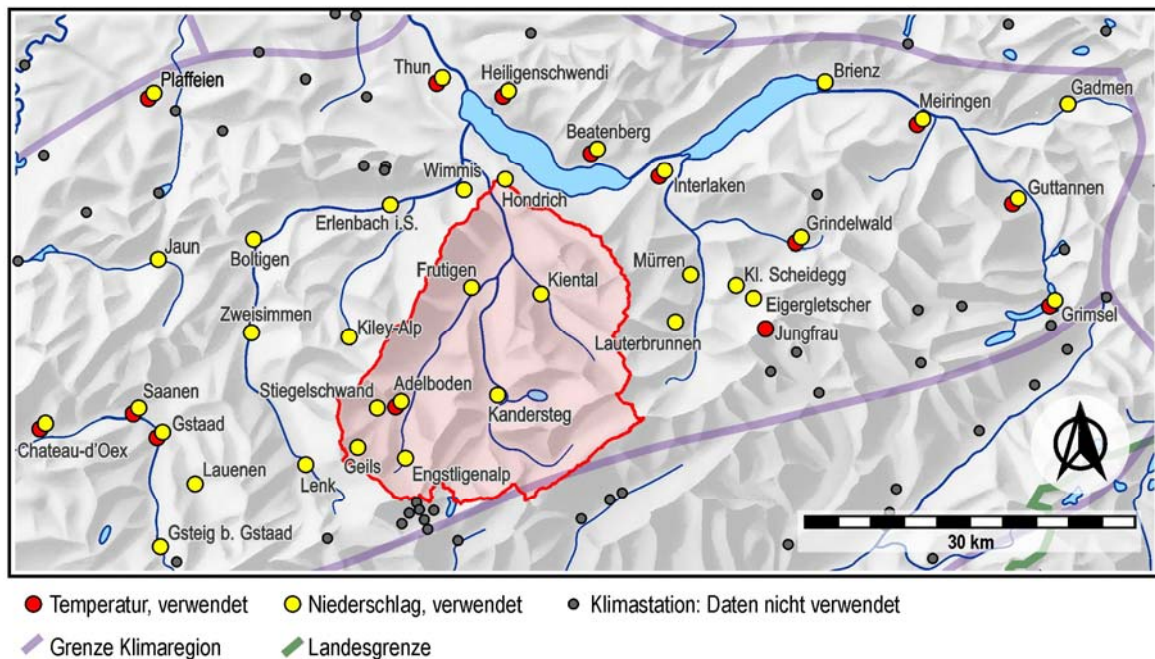 Plaffeien
Thun
Heiligenschwendi
Brienz
Gadmen
Meiringen
Beatenberg
Wimmis
Hondrich
Interlaken
Erlenbach i.S.
Guttannen
Jaun
Boltigen
Grindelwald
Mürren
Kl. Scheidegg
Frutigen
Kiental
Eigergletscher
Zweisimmen
Kiley-Alp
Lauterbrunnen
Jungfrau
Grimsel
Saanen
Stiegelschwand
Adelboden
Kandersteg
Gstaad
Chateau-d'Oex
Lauenen
Lenk
Geils
Engstligenalp
Gsteig b. Gstaad
30 km
Temperatur, verwendet
Niederschlag, verwendet
Klimastation: Daten nicht verwendet
Grenze Klimaregion
Landesgrenze